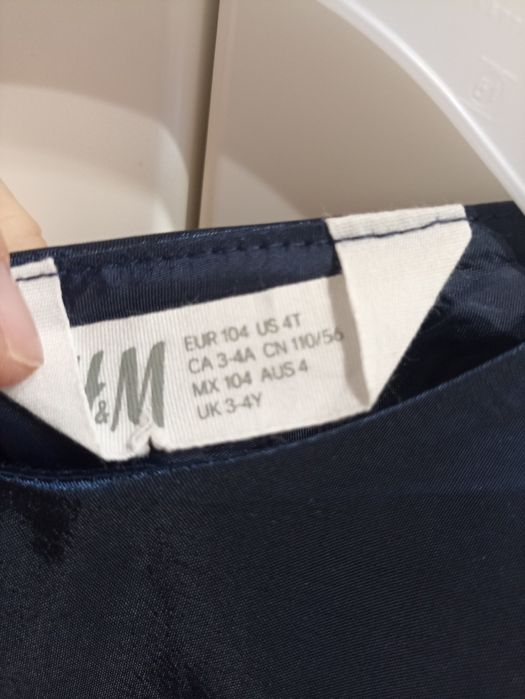 H&M
EUR 104 US 4T
CA 3-4A CN 110/56
MX 104 AUS 4
UK 3-4Y